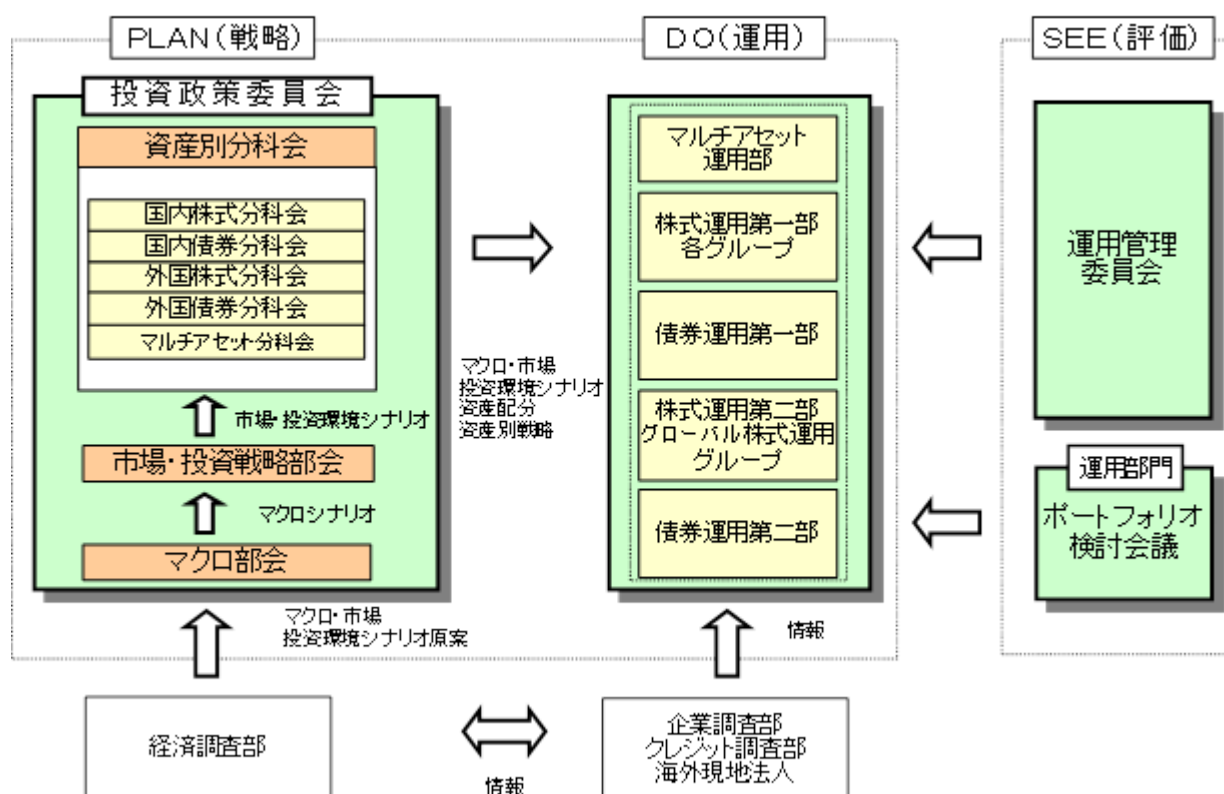 PLAN(戦略)
投資政策委員会
資産別分科会
国内株式分科会
国内債券分科会
外国株式分科会
外国債券分科会
マルチアセット分科会
市場・投資環境シナリオ
市場・投資戦略部会
マクロシナリオ
マクロ部会
マクロ・市場
投資環境シナリオ原案
経済調査部
マクロ・市場
投資環境シナリオ
資産配分
資産別戦略
DO(運用)
マルチアセット
運用部
株式運用第一部
各グループ
債券運用第一部
株式運用第二部
グローバル株式運用
グループ
債券運用第二部
情報
企業調査部
クレジット調査部
海外現地法人
情報
SEE(評価)
運用管理
委員会
運用部門
ポートフォリオ
検討会議